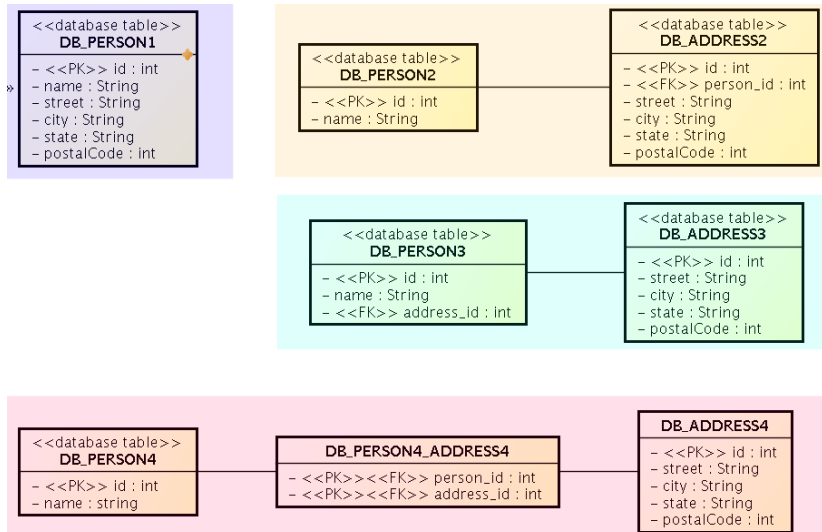 <<database table>>
DB_PERSON1
– <<PK>> id : int
– name : String
– street : String
– city : String
– state : String
– postalCode : int
»
<<database table>>
DB_PERSON2
– <<PK>> id : int
– name : String
<<database table>>
DB_ADDRESS2
– <<PK>> id : int
– <<FK>> person_id : int
– street : String
– city : String
– state : String
– postalCode : int
<<database table>>
DB_PERSON3
– <<PK>> id : int
– name : String
– <<FK>> address_id : int
<<database table>>
DB_ADDRESS3
– <<PK>> id : int
– street : String
– city : String
– state : String
– postalCode : int
<<database table>>
DB_PERSON4
– <<PK>> id : int
– name : string
DB_PERSON4_ADDRESS4
– <<PK>><<FK>> person_id : int
– <<PK>><<FK>> address_id : int
DB_ADDRESS4
– <<PK>> id : int
– street : String
– city : String
– state : String
– postalCode : int